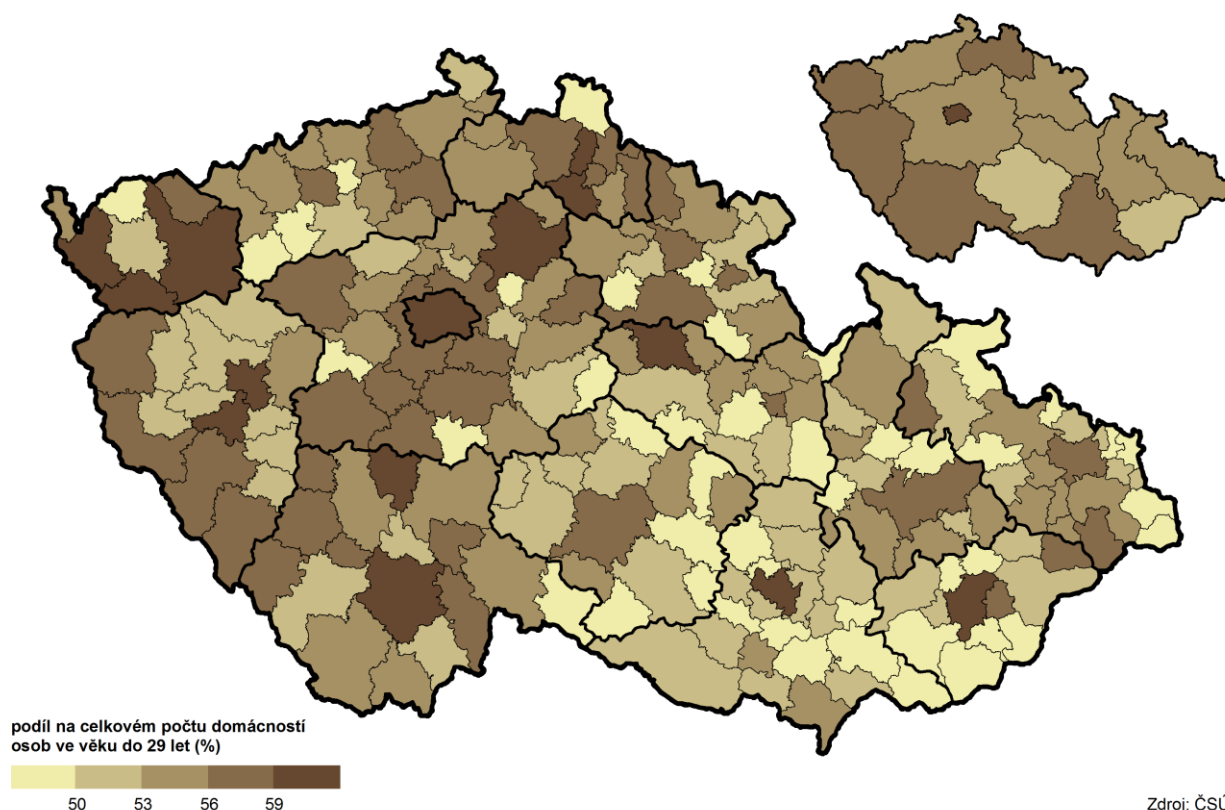 podíl na celkovém počtu domácností
osob ve věku do 29 let (%)
50 53 56 59
Zdroj: ČSÚ